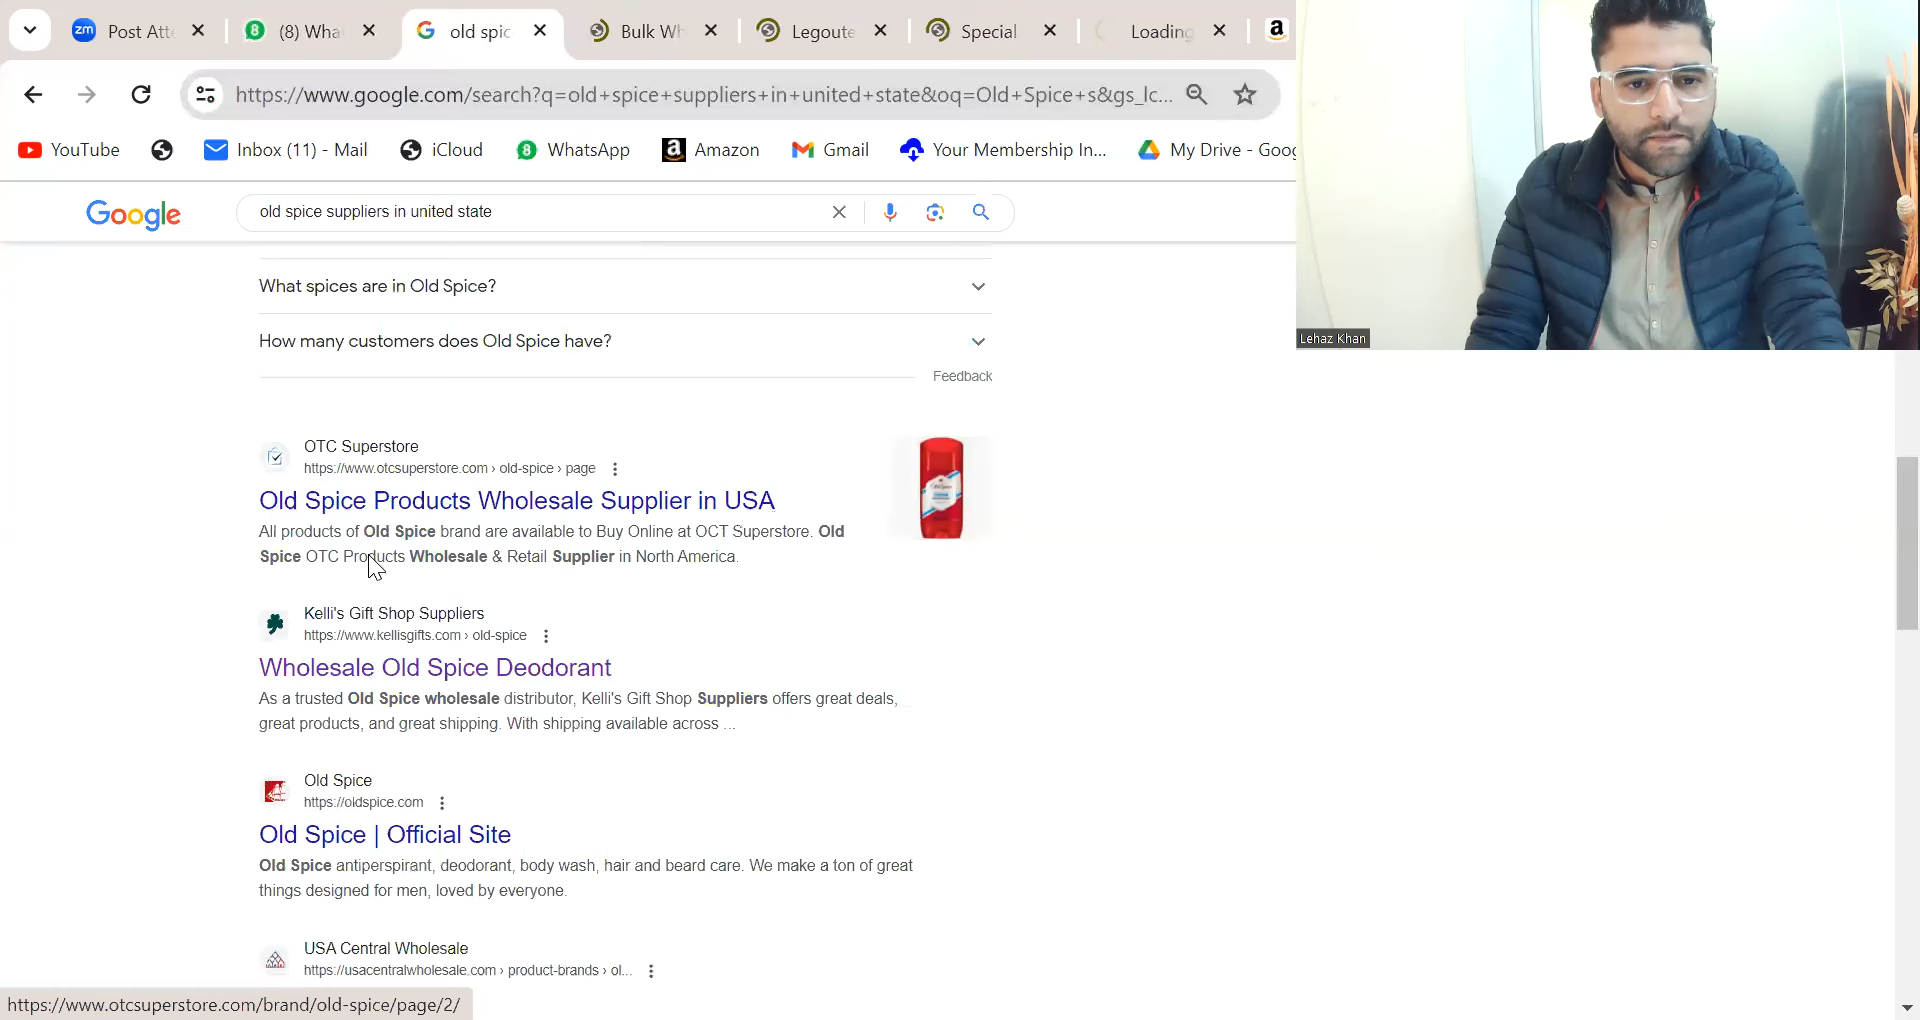 zm Post Atte
8 (8) Wha
G old spic
Bulk Wh
Legoute
Special
Loading
a
https://www.google.com/search?q=old+spice+suppliers+in+united+state&oq=Old+Spice+s&gs_lc...
YouTube
Inbox (11) - Mail
iCloud
8 WhatsApp
a Amazon
Gmail
Your Membership In...
My Drive - Goog
Google
old spice suppliers in united state
What spices are in Old Spice?
How many customers does Old Spice have?
Feedback
OTC Superstore
https://www.otcsuperstore.com › old-spice › page
Old Spice Products Wholesale Supplier in USA
All products of Old Spice brand are available to Buy Online at OCT Superstore. Old
Spice OTC Products Wholesale & Retail Supplier in North America.
Kelli's Gift Shop Suppliers
https://www.kellisgifts.com › old-spice
Wholesale Old Spice Deodorant
As a trusted Old Spice wholesale distributor, Kelli's Gift Shop Suppliers offers great deals,
great products, and great shipping. With shipping available across ...
Old Spice
https://oldspice.com
Old Spice | Official Site
Old Spice antiperspirant, deodorant, body wash, hair and beard care. We make a ton of great
things designed for men, loved by everyone.
USA Central Wholesale
https://usacentralwholesale.com › product-brands › ol...
https://www.otcsuperstore.com/brand/old-spice/page/2/
Lehaz Khan